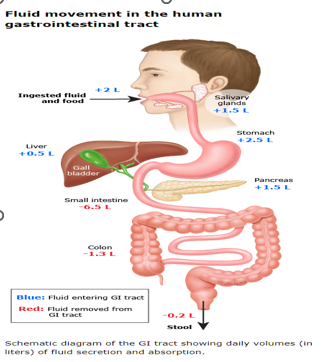 Fluid movement in the human
gastrointestinal tract
+2 L
Ingested fluid
and food
Salivary
glands
+1.5 L
Stomach
+2.5 L
Liver
+0.5 L
Gall
bladder
Pancreas
+1.5 L
Small intestine
-6.5 L
Colon
-1.3 L
Blue: Fluid entering GI tract
Red: Fluid removed from
GI tract
-0.2 L
Stool
Schematic diagram of the GI tract showing daily volumes (in
liters) of fluid secretion and absorption.